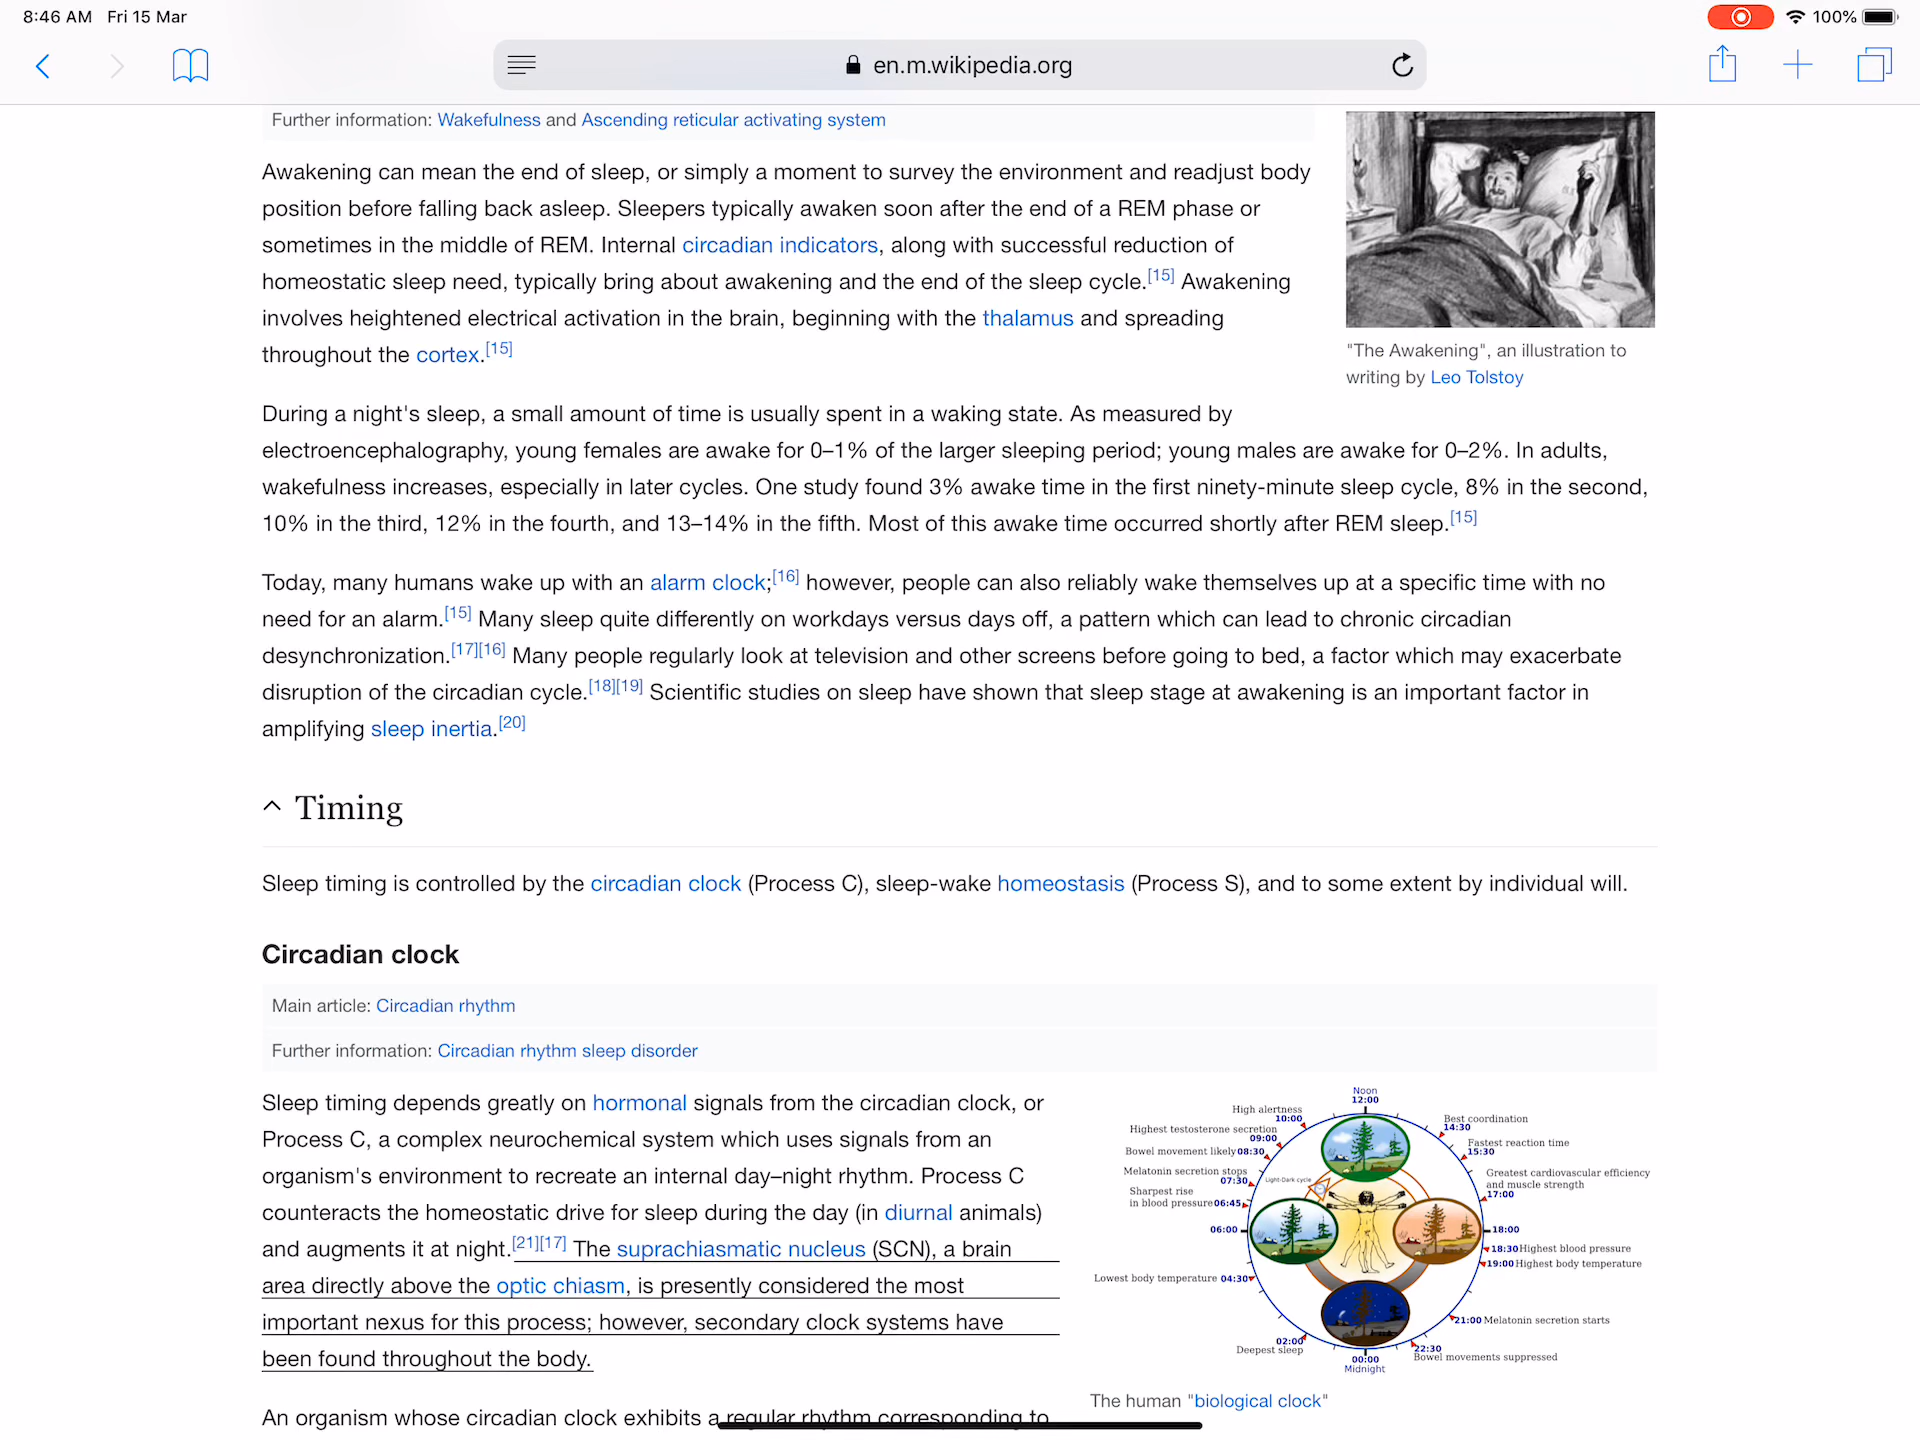 8:46 AM Fri 15 Mar
100%
en.m.wikipedia.org
Further information: Wakefulness and Ascending reticular activating system
Awakening can mean the end of sleep, or simply a moment to survey the environment and readjust body
position before falling back asleep. Sleepers typically awaken soon after the end of a REM phase or
sometimes in the middle of REM. Internal circadian indicators, along with successful reduction of
homeostatic sleep need, typically bring about awakening and the end of the sleep cycle.[15] Awakening
involves heightened electrical activation in the brain, beginning with the thalamus and spreading
throughout the cortex.[15]
"The Awakening", an illustration to
writing by Leo Tolstoy
During a night's sleep, a small amount of time is usually spent in a waking state. As measured by
electroencephalography, young females are awake for 0–1% of the larger sleeping period; young males are awake for 0–2%. In adults,
wakefulness increases, especially in later cycles. One study found 3% awake time in the first ninety-minute sleep cycle, 8% in the second,
10% in the third, 12% in the fourth, and 13–14% in the fifth. Most of this awake time occurred shortly after REM sleep.[15]
Today, many humans wake up with an alarm clock;[16] however, people can also reliably wake themselves up at a specific time with no
need for an alarm.[15] Many sleep quite differently on workdays versus days off, a pattern which can lead to chronic circadian
desynchronization.[17][16] Many people regularly look at television and other screens before going to bed, a factor which may exacerbate
disruption of the circadian cycle.[18][19] Scientific studies on sleep have shown that sleep stage at awakening is an important factor in
amplifying sleep inertia.[20]
Timing
Sleep timing is controlled by the circadian clock (Process C), sleep-wake homeostasis (Process S), and to some extent by individual will.
Circadian clock
Main article: Circadian rhythm
Further information: Circadian rhythm sleep disorder
Sleep timing depends greatly on hormonal signals from the circadian clock, or
Process C, a complex neurochemical system which uses signals from an
organism's environment to recreate an internal day–night rhythm. Process C
counteracts the homeostatic drive for sleep during the day (in diurnal animals)
and augments it at night.[21][17] The suprachiasmatic nucleus (SCN), a brain
area directly above the optic chiasm, is presently considered the most
important nexus for this process; however, secondary clock systems have
been found throughout the body.
An organism whose circadian clock exhibits a regular rhythm corresponding to
Noon
12:00
High alertness
10:00
Highest testosterone secretion
09:00
Bowel movement likely 08:30
Melatonin secretion stops
07:30
Sharpest rise
in blood pressure 06:45
06:00
Lowest body temperature 04:30
02:00
Deepest sleep
00:00
Midnight
Light-Dark cycle
Best coordination
14:30
Fastest reaction time
15:30
Greatest cardiovascular efficiency
and muscle strength
17:00
18:00
18:30 Highest blood pressure
19:00 Highest body temperature
21:00 Melatonin secretion starts
22:30
Bowel movements suppressed
The human "biological clock"